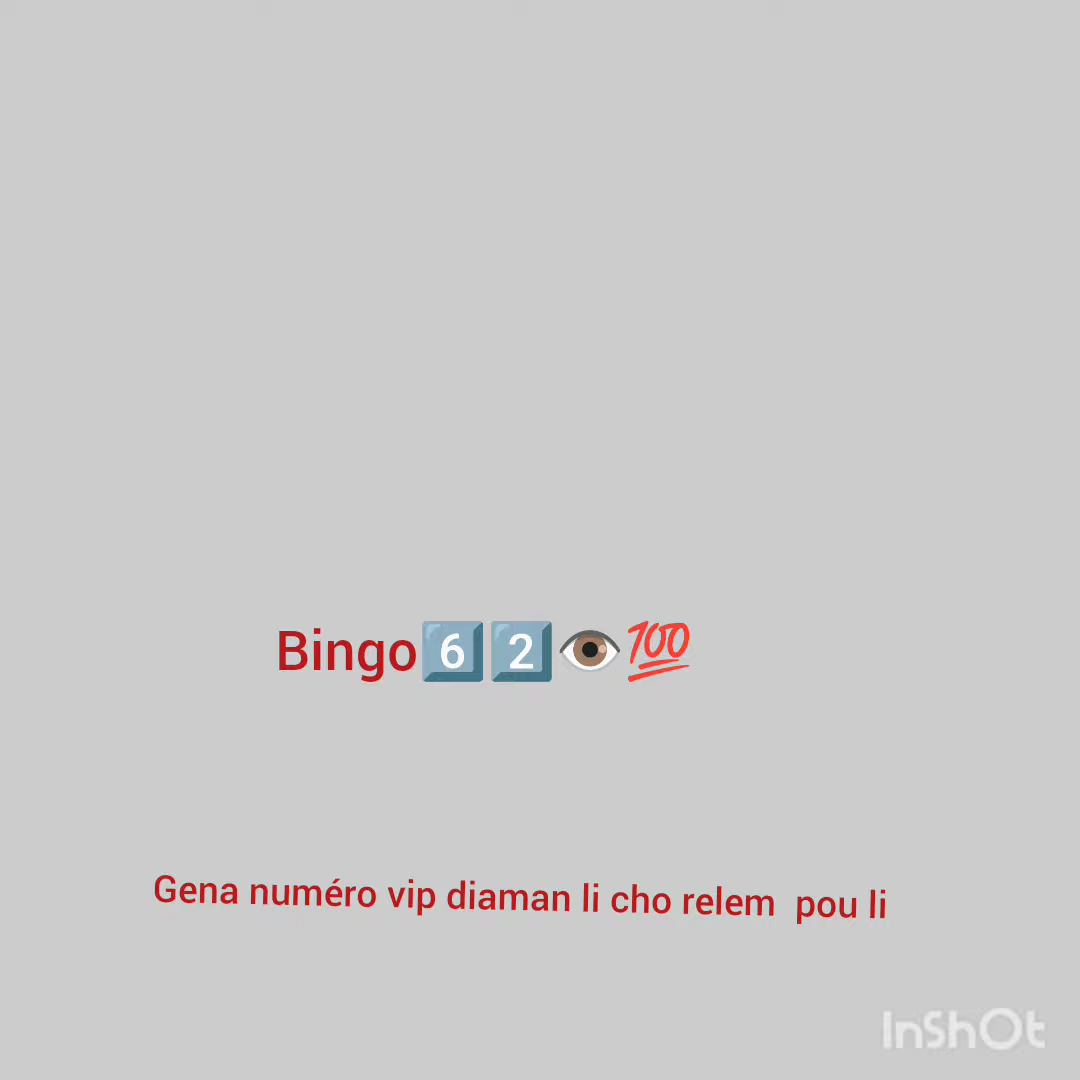 Bingo6️⃣2️⃣👁️💯
Gena numéro vip diaman li cho relem pou li
InShOt